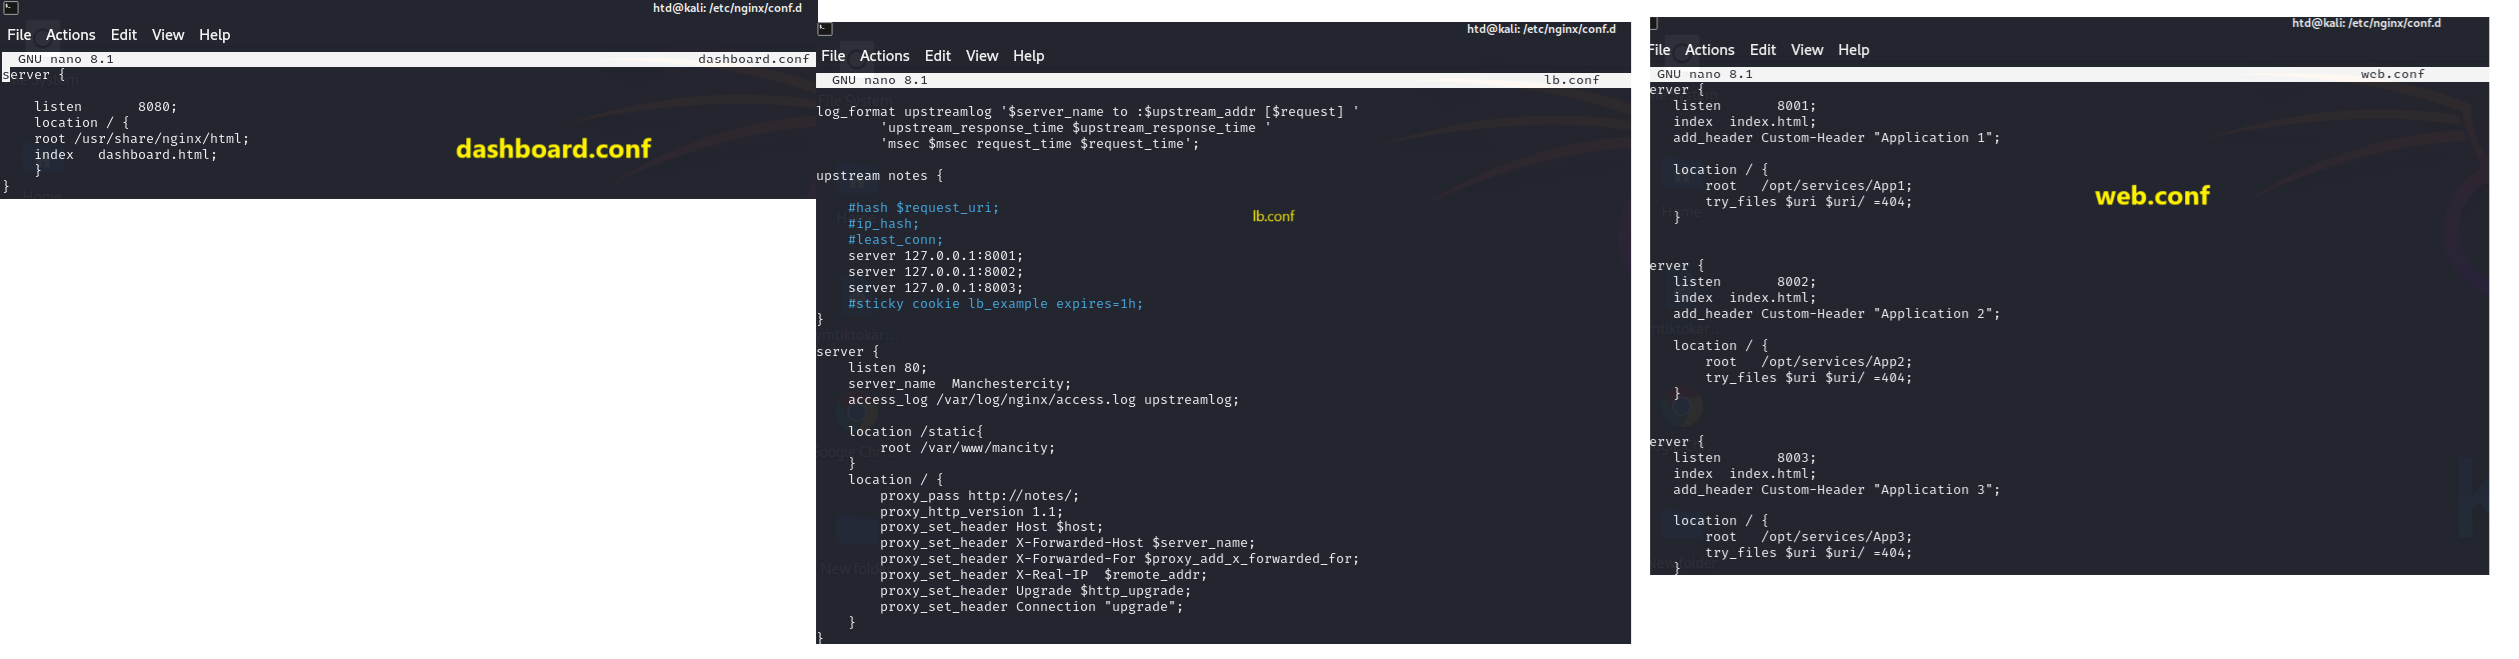 htd@kali: /etc/nginx/conf.d
File Actions Edit View Help
GNU nano 8.1 dashboard.conf
server {
listen 8080;
location / {
root /usr/share/nginx/html;
index dashboard.html;
}
}
dashboard.conf
htd@kali: /etc/nginx/conf.d
File Actions Edit View Help
GNU nano 8.1 lb.conf
log_format upstreamlog '$server_name to :$upstream_addr [$request] '
'upstream_response_time $upstream_response_time '
'msec $msec request_time $request_time';
upstream notes {
#hash $request_uri;
#ip_hash;
#least_conn;
server 127.0.0.1:8001;
server 127.0.0.1:8002;
server 127.0.0.1:8003;
#sticky cookie lb_example expires=1h;
}
lb.conf
server {
listen 80;
server_name Manchestercity;
access_log /var/log/nginx/access.log upstreamlog;
location /static{
root /var/www/mancity;
}
location / {
proxy_pass http://notes/;
proxy_http_version 1.1;
proxy_set_header Host $host;
proxy_set_header X-Forwarded-Host $server_name;
proxy_set_header X-Forwarded-For $proxy_add_x_forwarded_for;
proxy_set_header X-Real-IP $remote_addr;
proxy_set_header Upgrade $http_upgrade;
proxy_set_header Connection "upgrade";
}
}
htd@kali: /etc/nginx/conf.d
File Actions Edit View Help
GNU nano 8.1 web.conf
erver {
listen 8001;
index index.html;
add_header Custom-Header "Application 1";
location / {
root /opt/services/App1;
try_files $uri $uri/ =404;
}
web.conf
erver {
listen 8002;
index index.html;
add_header Custom-Header "Application 2";
location / {
root /opt/services/App2;
try_files $uri $uri/ =404;
}
erver {
listen 8003;
index index.html;
add_header Custom-Header "Application 3";
location / {
root /opt/services/App3;
try_files $uri $uri/ =404;
}